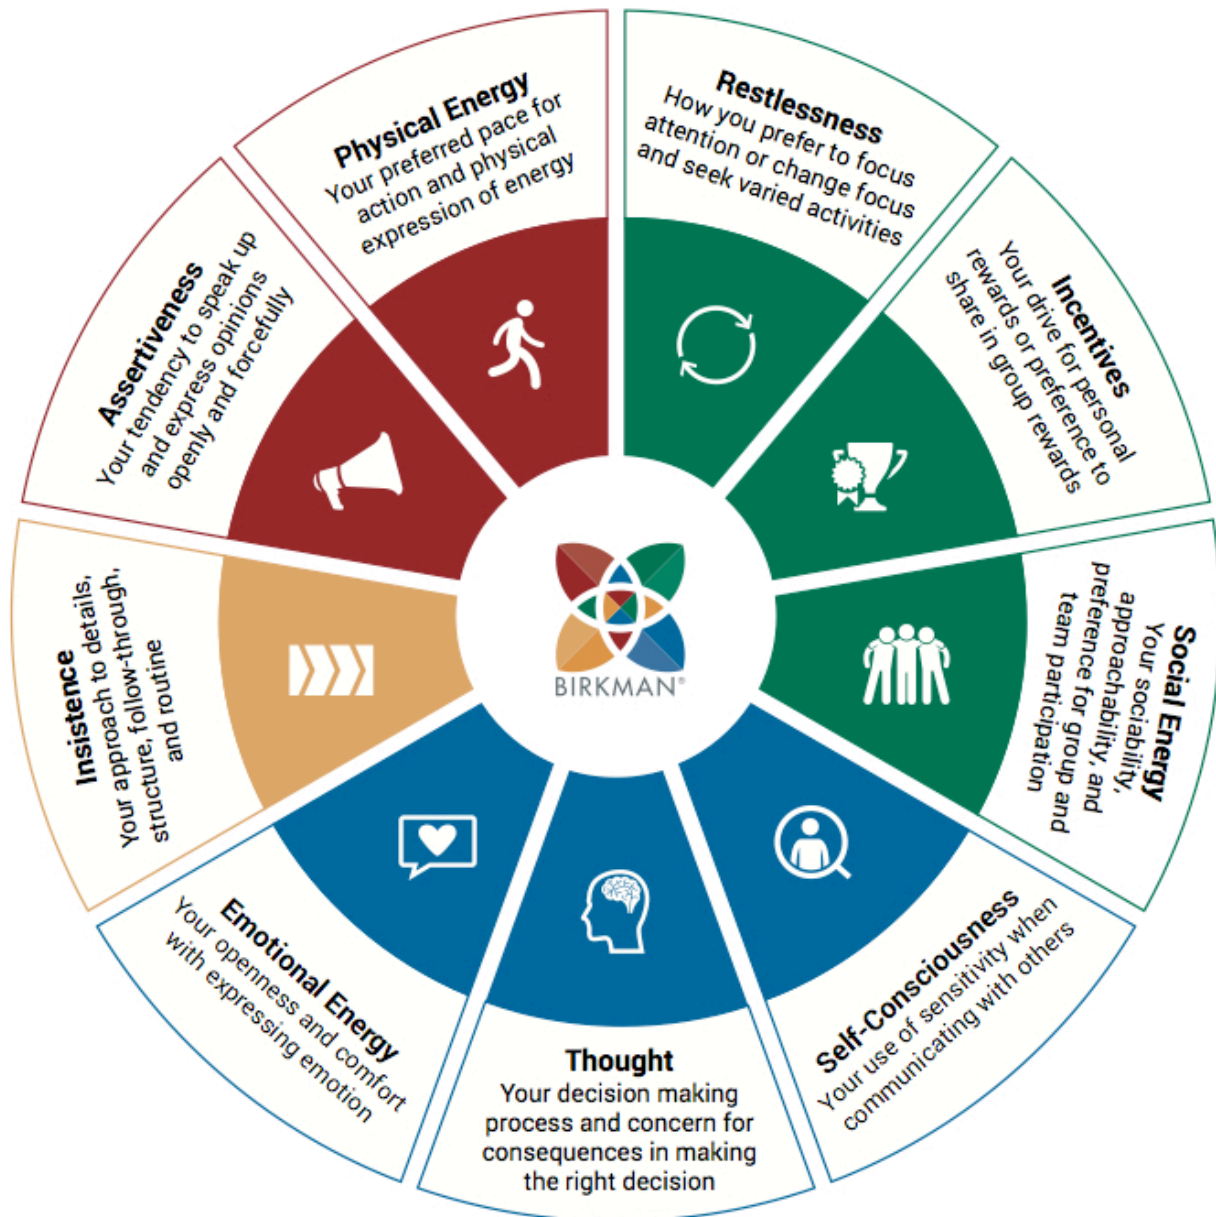 Physical Energy
Your preferred pace for
action and physical
expression of energy
Restlessness
How you prefer to focus
attention or change focus
and seek varied activities
Incentives
Your drive for personal
rewards or preference to
share in group rewards
Social Energy
Your sociability,
approachability, and
preference for group and
team participation
Self-Consciousness
Your use of sensitivity when
communicating with others
Thought
Your decision making
process and concern for
consequences in making
the right decision
Emotional Energy
Your openness and comfort
with expressing emotion
Insistence
Your approach to details,
structure, follow-through,
and routine
Assertiveness
Your tendency to speak up
and express opinions
openly and forcefully
BIRKMAN®